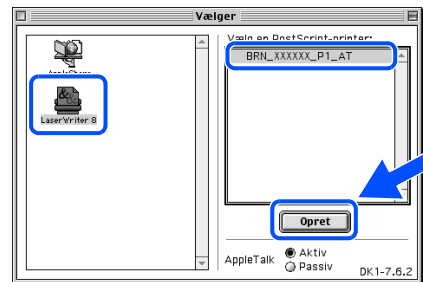 Vælger
AppleShare
LaserWriter 8
Vælg en PostScript-printer:
BRN_XXXXXX_P1_AT
Opret
AppleTalk
Aktiv
Passiv
DK1-7.6.2